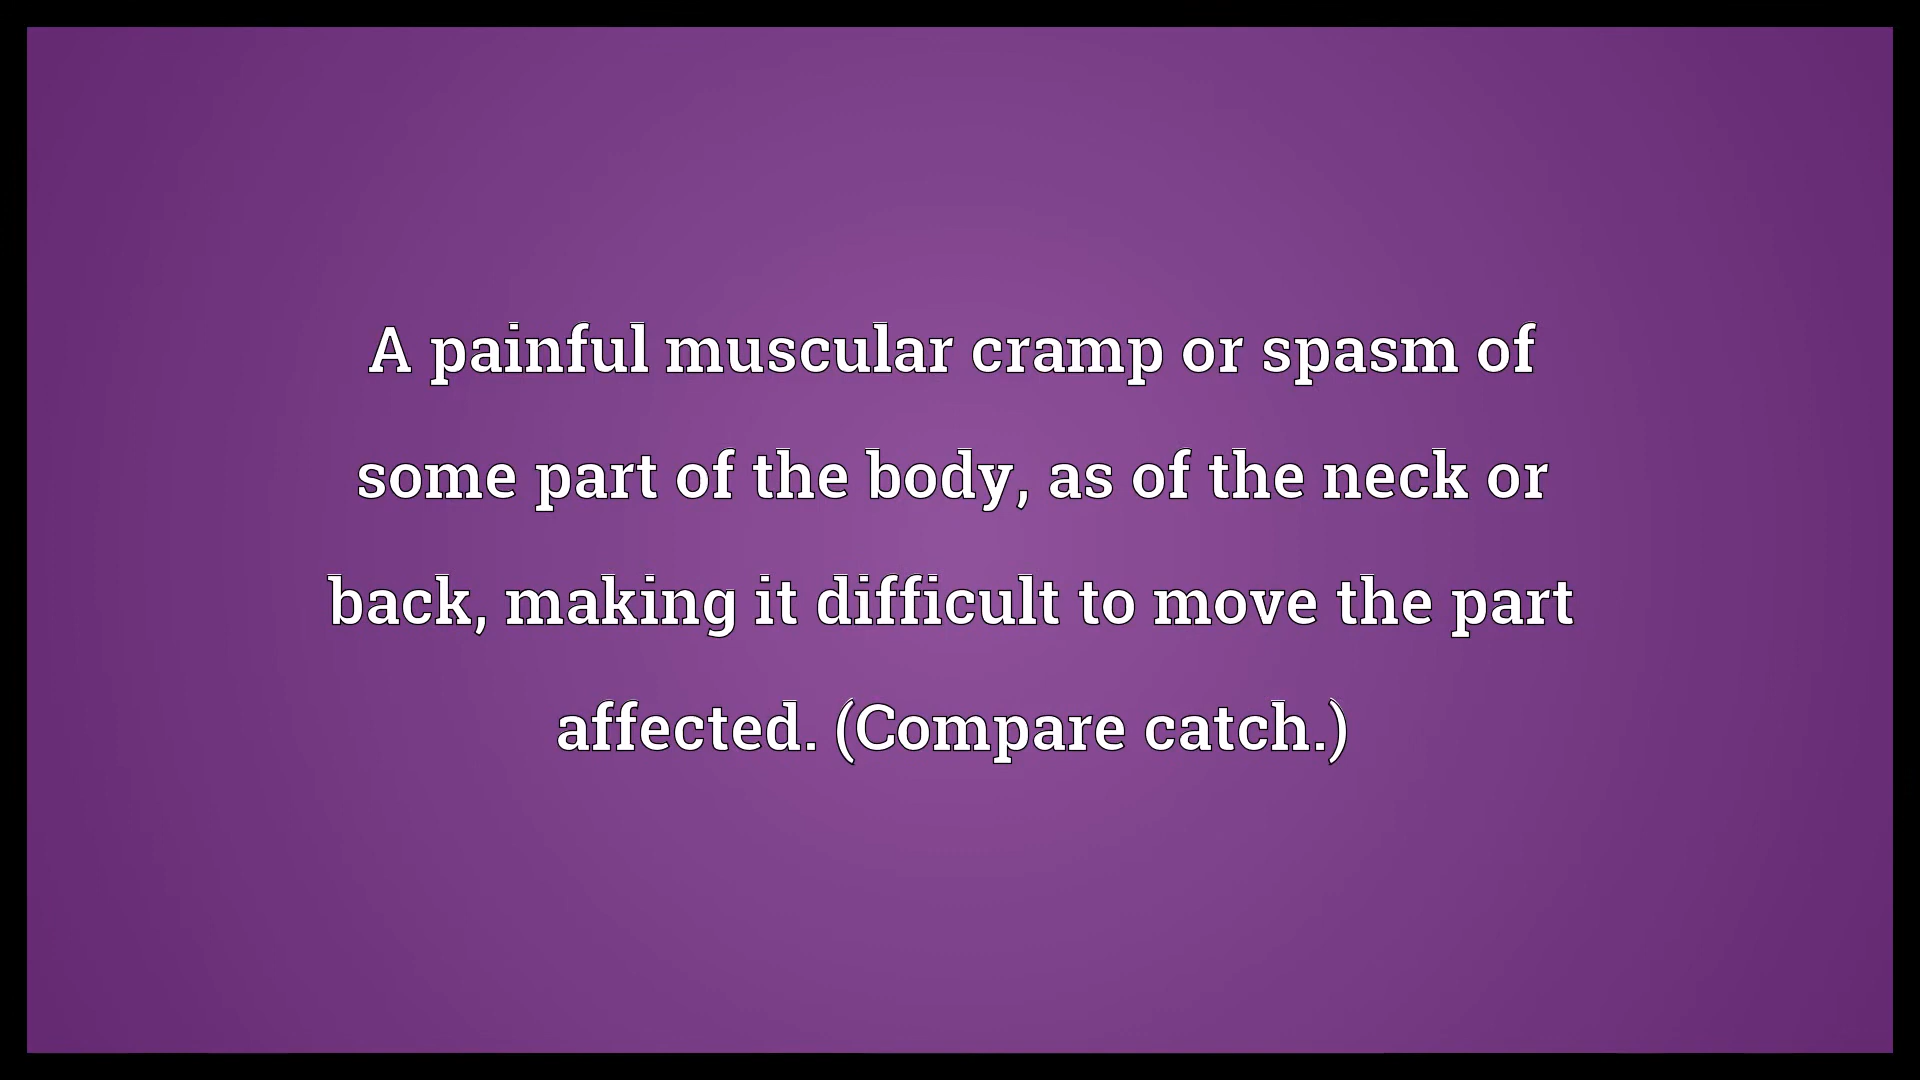 A painful muscular cramp or spasm of
some part of the body, as of the neck or
back, making it difficult to move the part
affected. (Compare catch.)